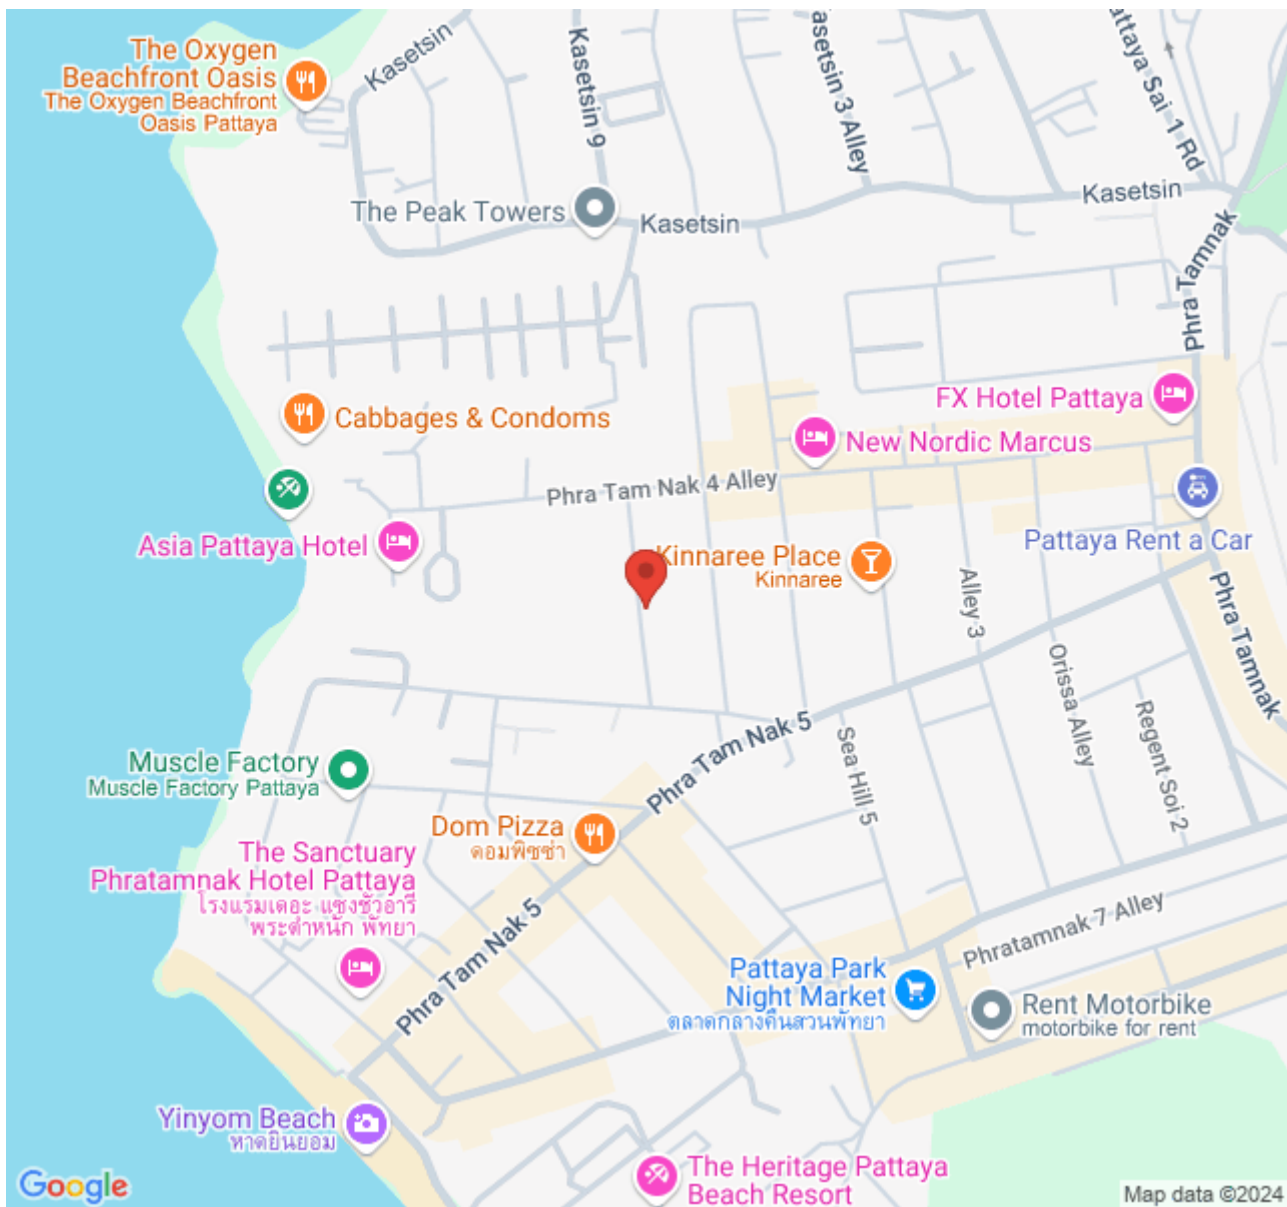 The Oxygen
Beachfront Oasis
The Oxygen Beachfront
Oasis Pattaya
Kasetsin
Kasetsin 9
asetsin 3 Alley
attaya Sai 1 Rd
Kasetsin
The Peak Towers
Kasetsin
Phra Tamnak
FX Hotel Pattaya
Cabbages & Condoms
New Nordic Marcus
Phra Tam Nak 4 Alley
Asia Pattaya Hotel
Pattaya Rent a Car
Kinnaree Place
Kinnaree
Alley 3
Phra Tamnak
Orissa Alley
Regent Soi 2
Phra Tam Nak 5
Sea Hill 5
Muscle Factory
Muscle Factory Pattaya
Dom Pizza
ดอมพิซซ่า
The Sanctuary
Phratamnak Hotel Pattaya
โรงแรมเดอะ แซงชัวอารี
พระตำหนัก พัทยา
Phra Tam Nak 5
Phratamnak 7 Alley
Pattaya Park
Night Market
ตลาดกลางคืนสวนพัทยา
Rent Motorbike
motorbike for rent
Yinyom Beach
หาดยินยอม
The Heritage Pattaya
Beach Resort
Google
Map data ©2024